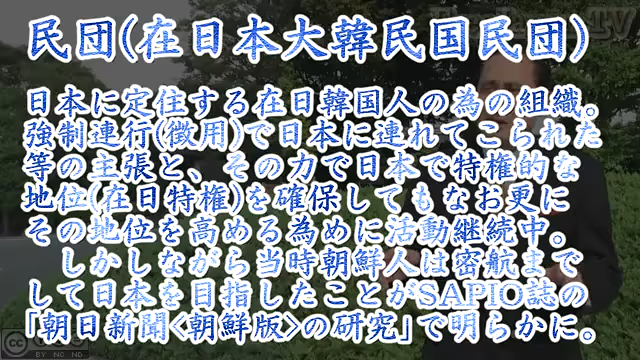 民団(在日本大韓民国民団)
日本に定住する在日韓国人の為の組織。
強制連行(徴用)で日本に連れてこられた
等の主張と、その力で日本で特権的な
地位(在日特権)を確保してもなお更に
その地位を高める為めに活動継続中。
しかしながら当時朝鮮人は密航まで
して日本を目指したことがSAPIO誌の
「朝日新聞<朝鮮版>の研究」で明らかに。
TV
cc
BY NC ND